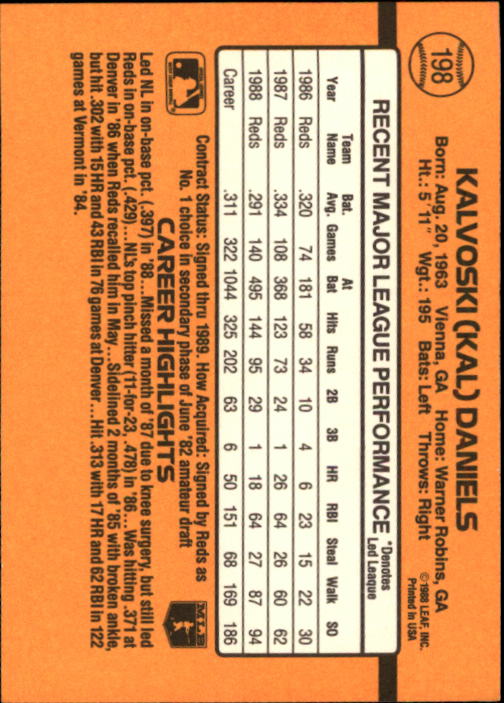 198
KALVOSKI (KAL) DANIELS
Born: Aug. 20, 1963 Vienna, GA Home: Warner Robins, GA
Ht.: 5' 11" Wgt.: 195 Bats: Left Throws: Right
©1988 LEAF, INC.
Printed in USA
RECENT MAJOR LEAGUE PERFORMANCE *Denotes Led League
Year Team Name Bat. Avg. Games At Bat Hits Runs 2B 3B HR RBI Steal Walk SO
1986 Reds .320 74 181 58 34 10 4 6 23 15 22 30
1987 Reds .334 108 368 123 73 24 1 26 64 26 60 62
1988 Reds .291 140 495 144 95 29 1 18 64 27 87 94
Career .311 322 1044 325 202 63 6 50 151 68 169 186
Contract Status: Signed thru 1989. How Acquired: Signed by Reds as
No. 1 choice in secondary phase of June '82 amateur draft
CAREER HIGHLIGHTS
MLB
Led NL in on-base pct. (.397) in '88...Missed a month of '87 due to knee surgery, but still led
Reds in on-base pct. (.429)...NL's top pinch hitter (11-for-23, .478) in '86...Was hitting .371 at
Denver in '86 when Reds recalled him in May...Sidelined 2 months of '85 with broken ankle,
but hit .302 with 15 HR and 43 RBI in 76 games at Denver...Hit .313 with 17 HR and 62 RBI in 122
games at Vermont in '84.